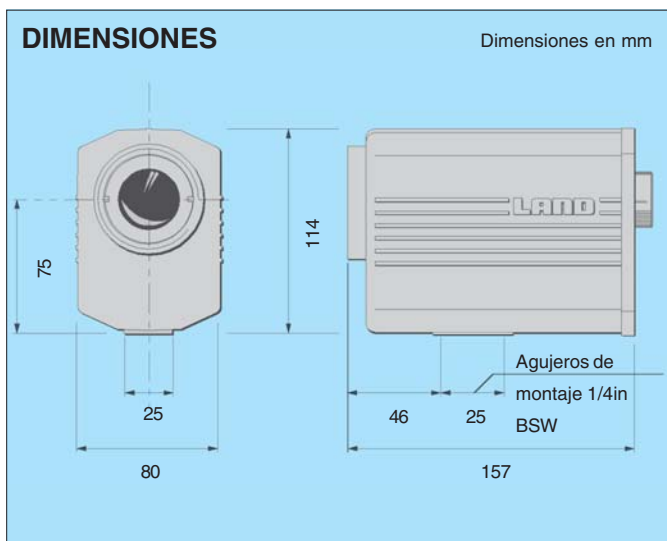 DIMENSIONES
Dimensiones en mm
LAND
75
114
25
80
46
25
157
Agujeros de
montaje 1/4in
BSW